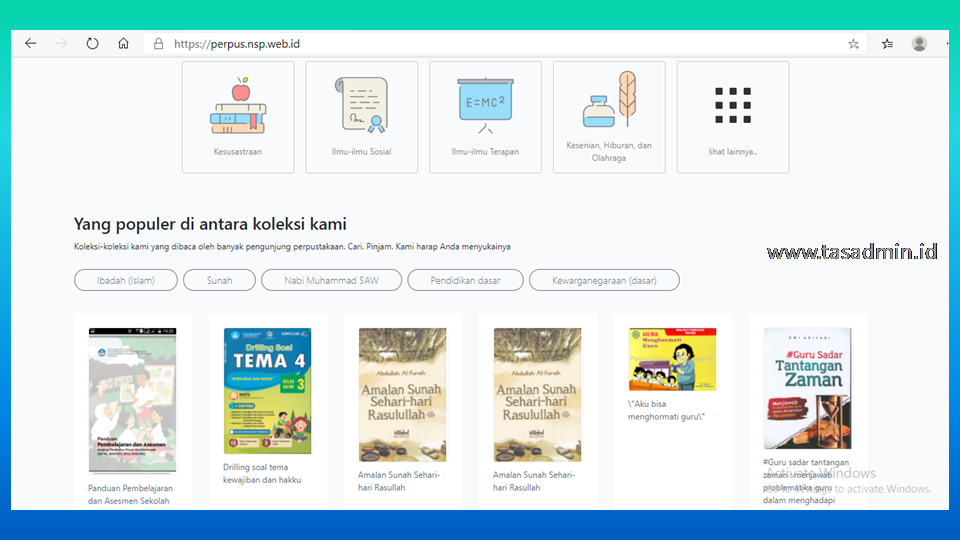 https://perpus.nsp.web.id
E=MC²
Kesusastraan
Ilmu-ilmu Sosial
Ilmu-ilmu Terapan
Kesenian, Hiburan, dan
Olahraga
lihat lainnya..
Yang populer di antara koleksi kami
Koleksi-koleksi kami yang dibaca oleh banyak pengunjung perpustakaan. Cari. Pinjam. Kami harap Anda menyukainya
www.tasadmin.id
Ibadah (Islam)
Sunah
Nabi Muhammad SAW
Pendidikan dasar
Kewarganegaraan (dasar)
Panduan
Pembelajaran dan Asesmen
Panduan Pembelajaran
dan Asesmen Sekolah
Drilling Soal
TEMA 4
KELAS
3
Drilling soal tema
kewajiban dan hakku
Abdullah Al-Kurash
Amalan Sunah
Sehari-hari
Rasulullah
Amalan Sunah Sehari-
hari Rasullah
Abdullah Al-Kurash
Amalan Sunah
Sehari-hari
Rasulullah
Amalan Sunah Sehari-
hari Rasullah
AKU BISA
Menghormati
Guru
\"Aku bisa
menghormati guru\"
#Guru Sadar
Tantangan
Zaman
Menjawab
#Guru sadar tantangan
zaman : menjawab
problematika guru
dalam menghadapi
Activate Windows
Go to Settings to activate Windows.